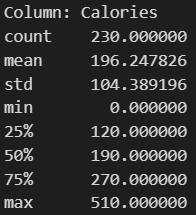 Column: Calories
count 230.000000
mean 196.247826
std 104.389196
min 0.000000
25% 120.000000
50% 190.000000
75% 270.000000
max 510.000000